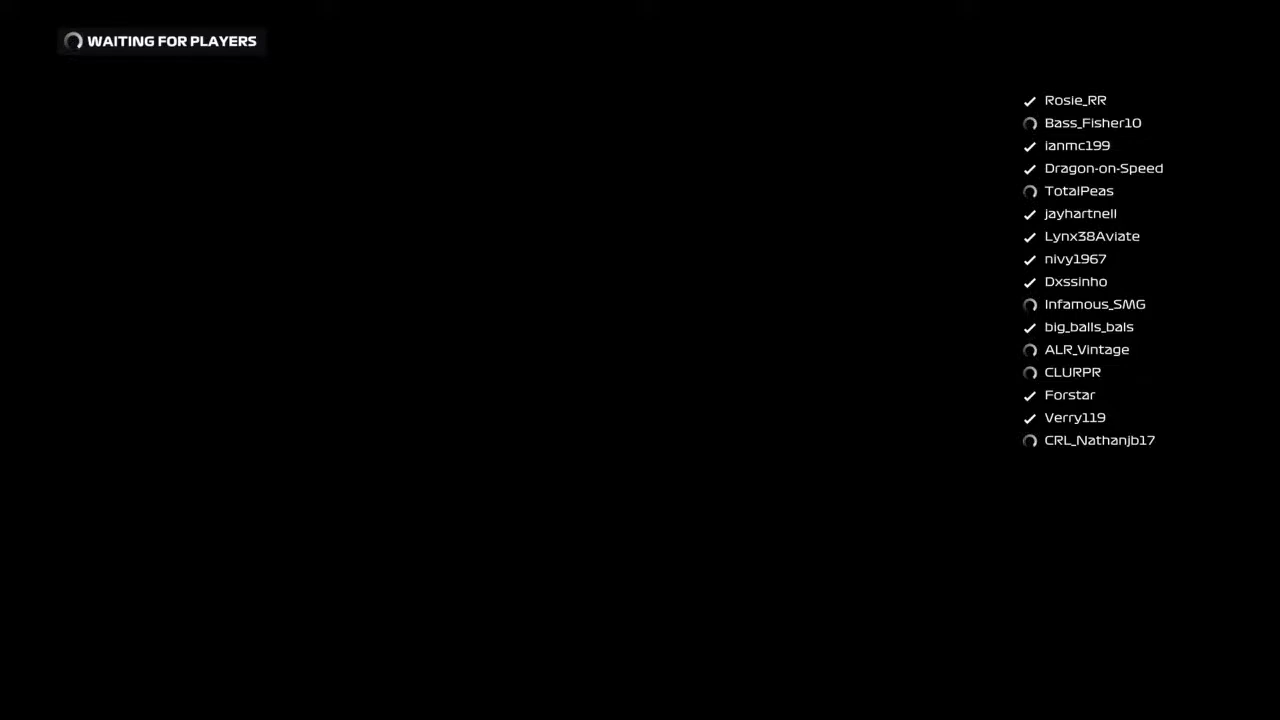 WAITING FOR PLAYERS
Rosie_RR
Bass_Fisher10
ianmc199
Dragon-on-Speed
TotalPeas
jayhartnell
Lynx38Aviate
nivy1967
Dxssinho
Infamous_SMG
big_balls_bals
ALR_Vintage
CLURPR
Forstar
Verry119
CRL_Nathanjb17